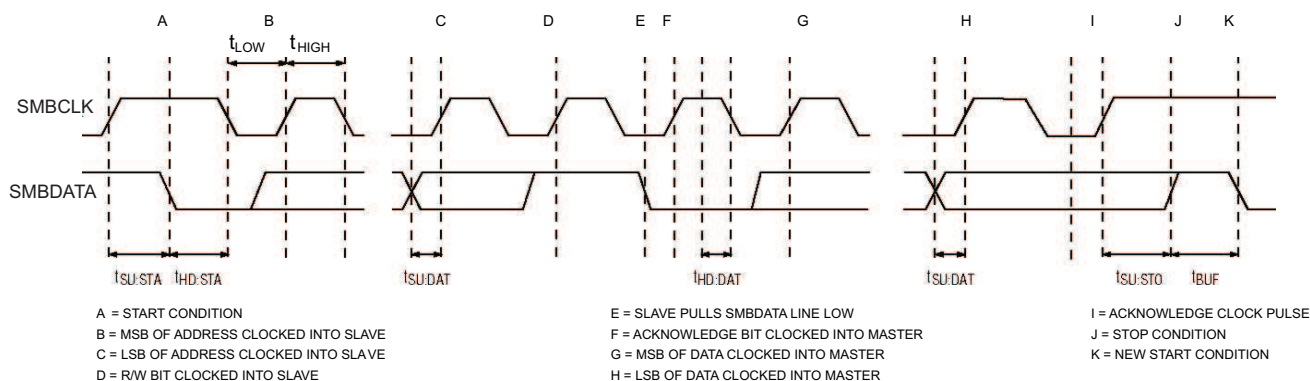 A B C D E F G H I J K
tLOW tHIGH
SMBCLK
SMBDATA
tSU:STA tHD:STA tSU:DAT tHD:DAT tSU:DAT tSU:STO tBUF
A = START CONDITION
B = MSB OF ADDRESS CLOCKED INTO SLAVE
C = LSB OF ADDRESS CLOCKED INTO SLAVE
D = R/W BIT CLOCKED INTO SLAVE
E = SLAVE PULLS SMBDATA LINE LOW
F = ACKNOWLEDGE BIT CLOCKED INTO MASTER
G = MSB OF DATA CLOCKED INTO MASTER
H = LSB OF DATA CLOCKED INTO MASTER
I = ACKNOWLEDGE CLOCK PULSE
J = STOP CONDITION
K = NEW START CONDITION